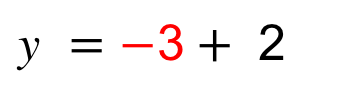 y = −3 + 2